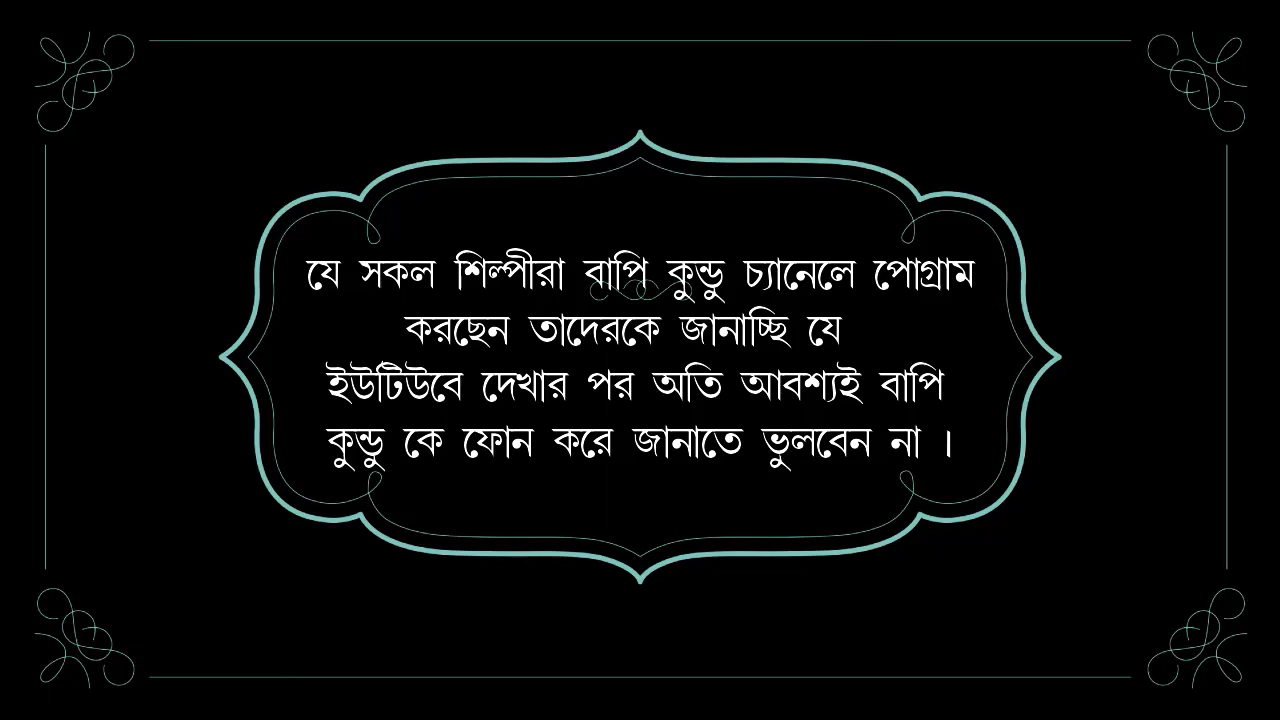 যে সকল শিল্পীরা বাপি কুন্ডু চ্যানেলে পোগ্রাম
করছেন তাদেরকে জানাচ্ছি যে
ইউটিউবে দেখার পর অতি আবশ্যই বাপি
কুন্ডু কে ফোন করে জানাতে ভুলবেন না ।